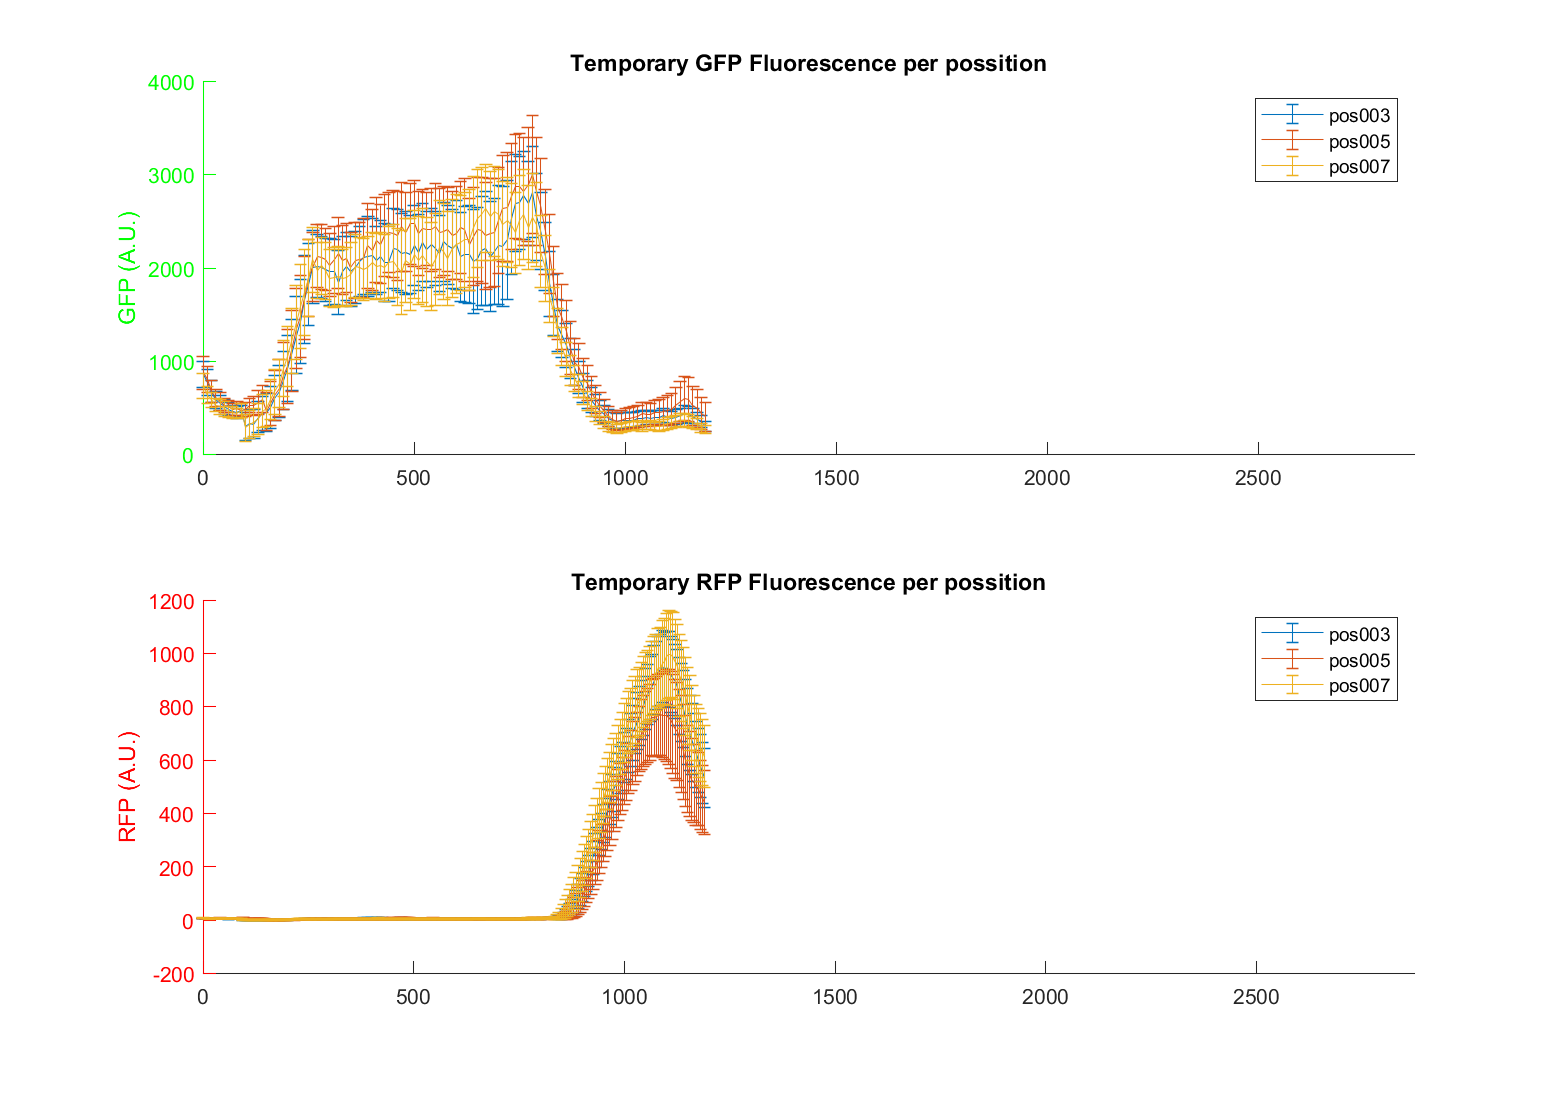 Temporary GFP Fluorescence per possition
4000
3000
2000
1000
0
GFP (A.U.)
0 500 1000 1500 2000 2500
pos003
pos005
pos007
Temporary RFP Fluorescence per possition
1200
1000
800
600
400
200
0
-200
RFP (A.U.)
0 500 1000 1500 2000 2500
pos003
pos005
pos007